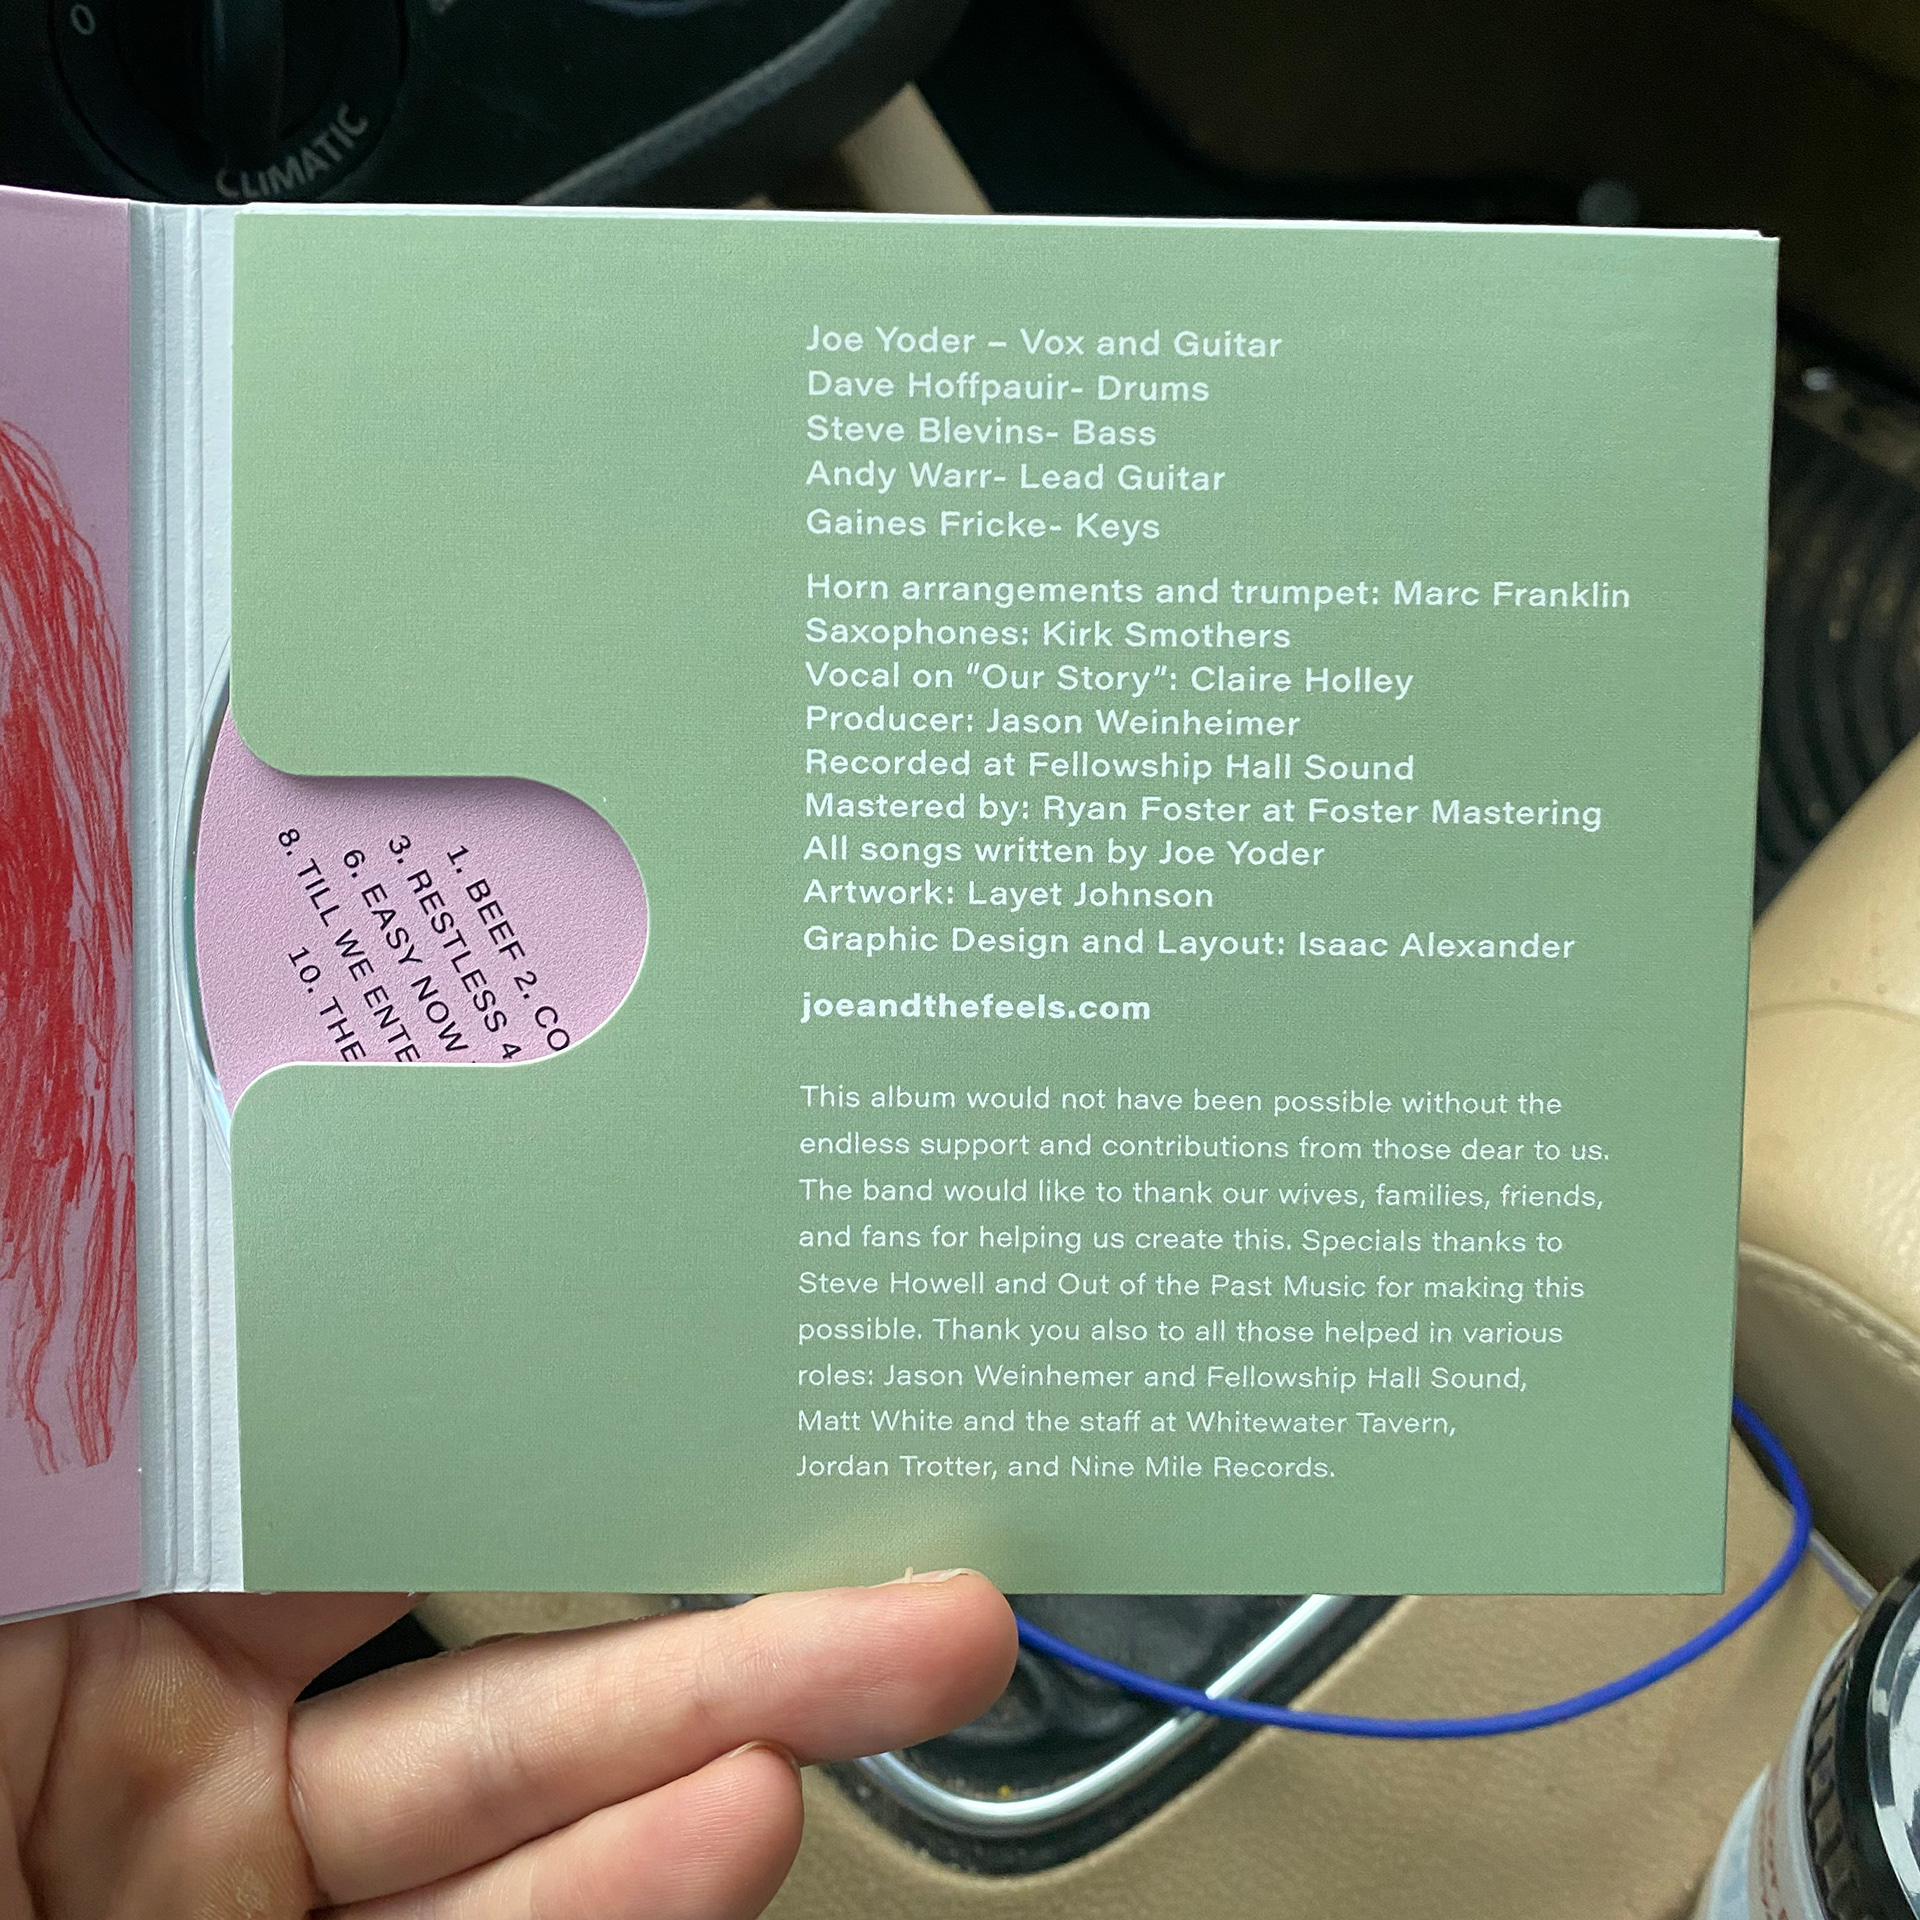 0
CLIMATIC
Joe Yoder – Vox and Guitar
Dave Hoffpauir- Drums
Steve Blevins- Bass
Andy Warr- Lead Guitar
Gaines Fricke- Keys
Horn arrangements and trumpet: Marc Franklin
Saxophones: Kirk Smothers
Vocal on "Our Story": Claire Holley
Producer: Jason Weinheimer
Recorded at Fellowship Hall Sound
Mastered by: Ryan Foster at Foster Mastering
All songs written by Joe Yoder
Artwork: Layet Johnson
Graphic Design and Layout: Isaac Alexander
joeandthefeels.com
This album would not have been possible without the
endless support and contributions from those dear to us.
The band would like to thank our wives, families, friends,
and fans for helping us create this. Specials thanks to
Steve Howell and Out of the Past Music for making this
possible. Thank you also to all those helped in various
roles: Jason Weinhemer and Fellowship Hall Sound,
Matt White and the staff at Whitewater Tavern,
Jordan Trotter, and Nine Mile Records.
1. BEEF 2. CO
3. RESTLESS 4
6. EASY NOW
8. TILL WE ENTE
10. THE